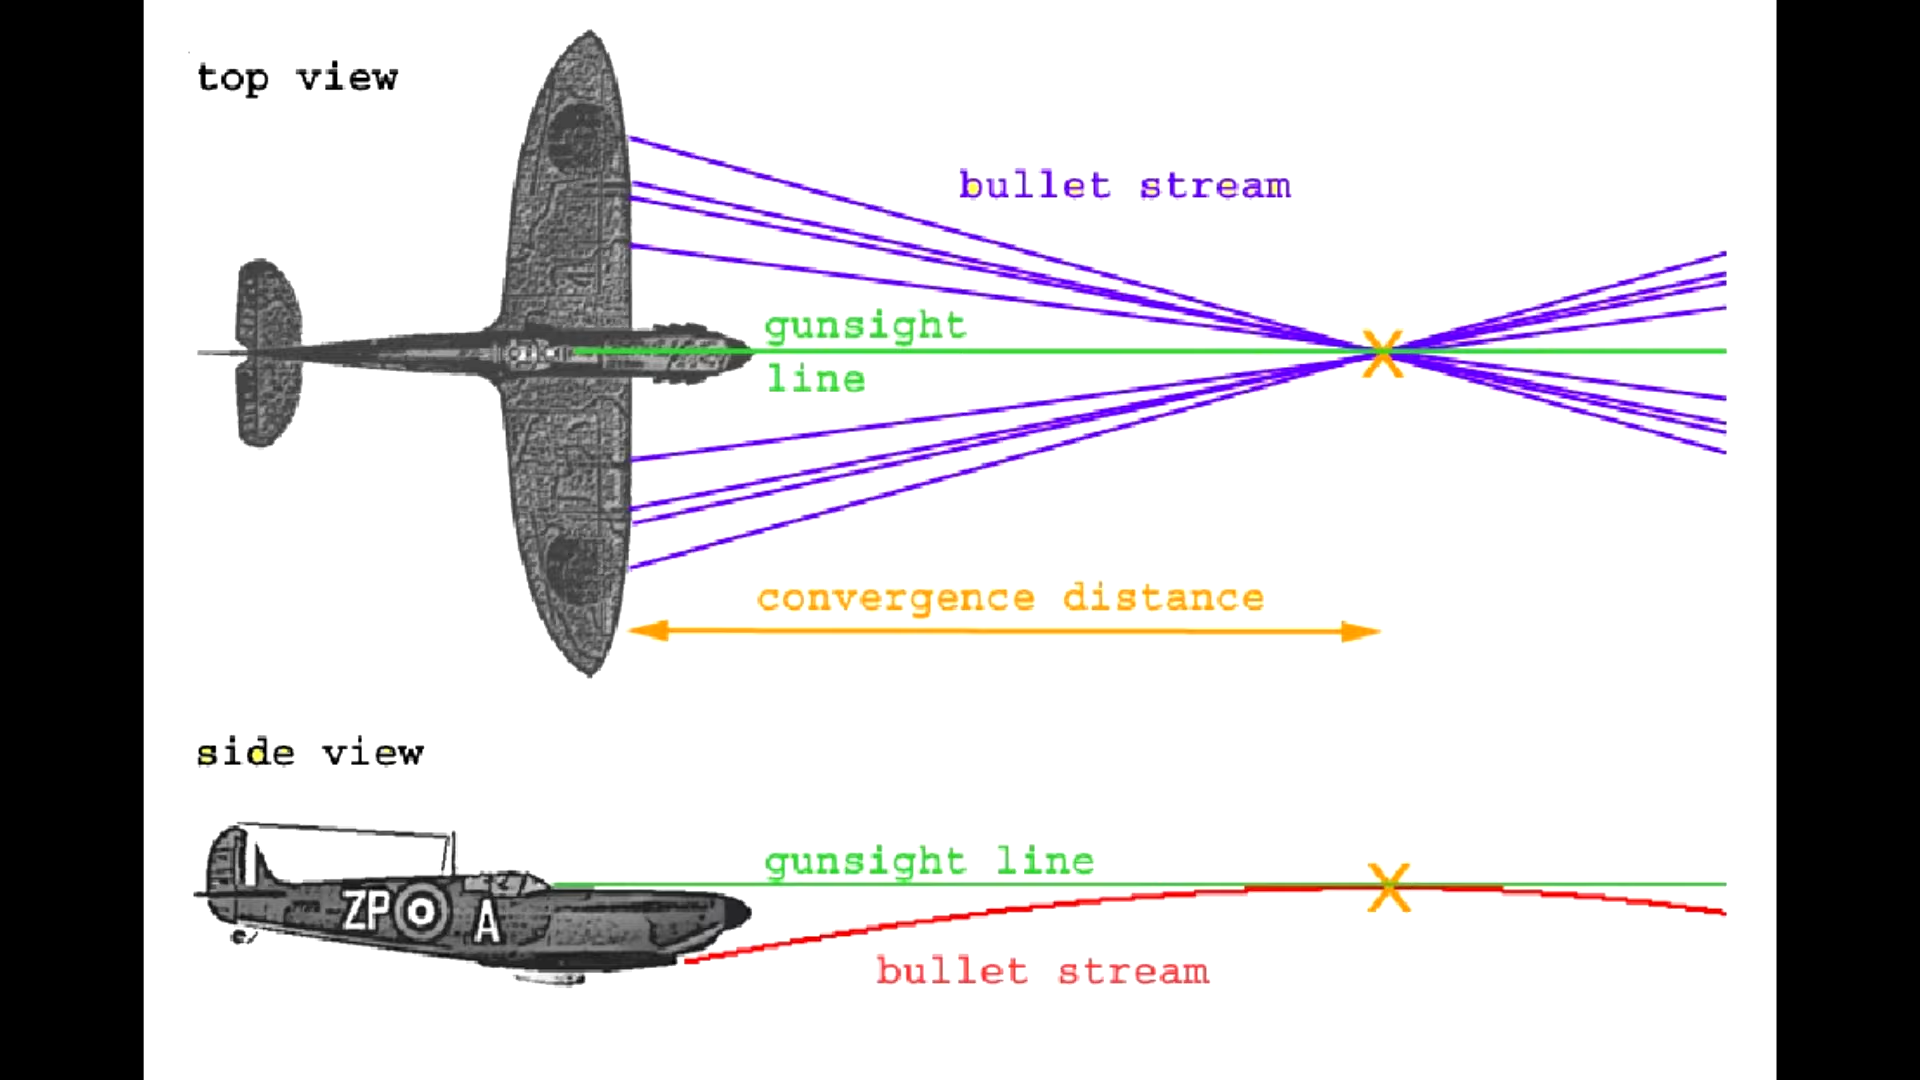 top view
bullet stream
gunsight
line
convergence distance
side view
gunsight line
ZP A
bullet stream